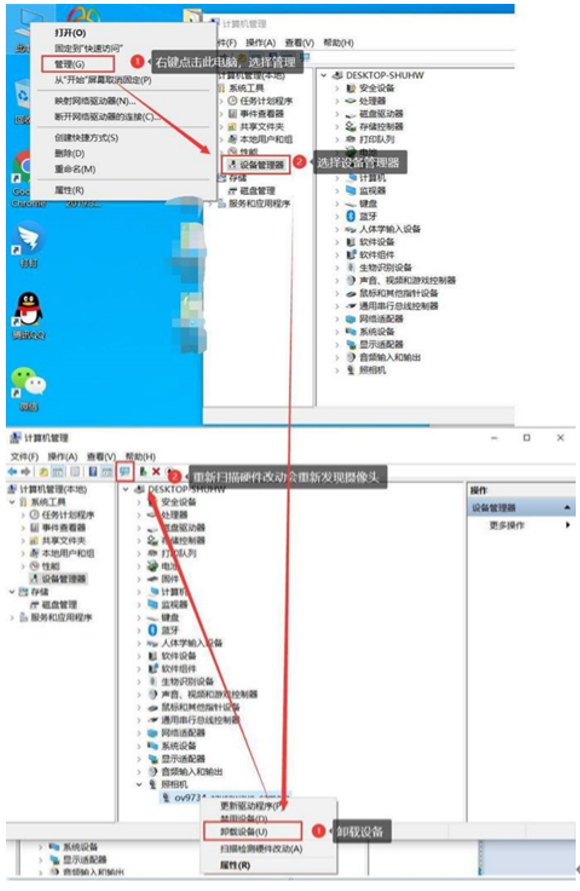 打开(O)
固定到"快速访问"
管理(G)
从"开始"屏幕取消固定(P)
映射网络驱动器(N)...
断开网络驱动器的连接(C)...
创建快捷方式(S)
删除(D)
重命名(M)
属性(R)
1 右键点击此电脑，选择管理
Chrome
钉钉
腾讯QQ
微信
计算机管理
件(F) 操作(A) 查看(V) 帮助(H)
计算机管理(本地)
系统工具
任务计划程序
事件查看器
共享文件夹
本地用户和组
性能
设备管理器
2 选择设备管理器
存储
磁盘管理
服务和应用程序
DESKTOP-SHUHW
安全设备
处理器
磁盘驱动器
存储控制器
打印队列
电池
计算机
监视器
键盘
蓝牙
人体学输入设备
软件设备
软件组件
生物识别设备
声音、视频和游戏控制器
鼠标和其他指针设备
通用串行总线控制器
网络适配器
系统设备
显示适配器
音频输入和输出
照相机
计算机管理
文件(F) 操作(A) 查看(V) 帮助(H)
2 重新扫描硬件改动会重新发现摄像头
计算机管理(本地)
系统工具
任务计划程序
事件查看器
共享文件夹
本地用户和组
性能
设备管理器
存储
磁盘管理
服务和应用程序
DESKTOP-SHUHW
安全设备
处理器
磁盘驱动器
存储控制器
打印队列
电池
固件
计算机
监视器
键盘
蓝牙
人体学输入设备
软件设备
软件组件
生物识别设备
声音、视频和游戏控制器
鼠标和其他指针设备
通用串行总线控制器
网络适配器
系统设备
显示适配器
音频输入和输出
照相机
操作
设备管理器
更多操作
更新驱动程序(P)
禁用设备(D)
卸载设备(U)
1 卸载设备
扫描检测硬件改动(A)
属性(R)
系统设备
显示适配器
音频输入和输出